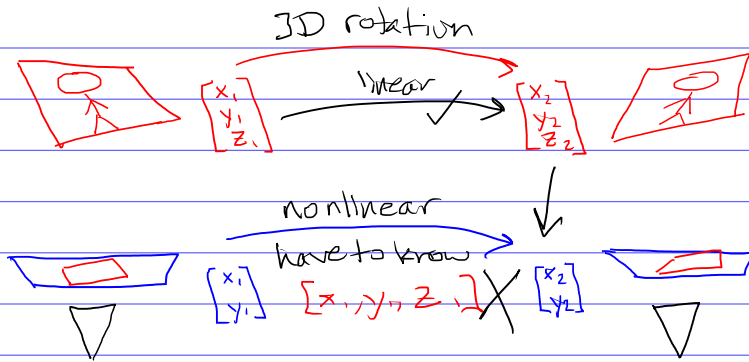 3D rotation
linear
[x₁ y₁ z₁]
[x₂ y₂ z₂]
nonlinear
have to know
[x₁ y₁]
[x₁, y₁, z₁]
[x₂ y₂]